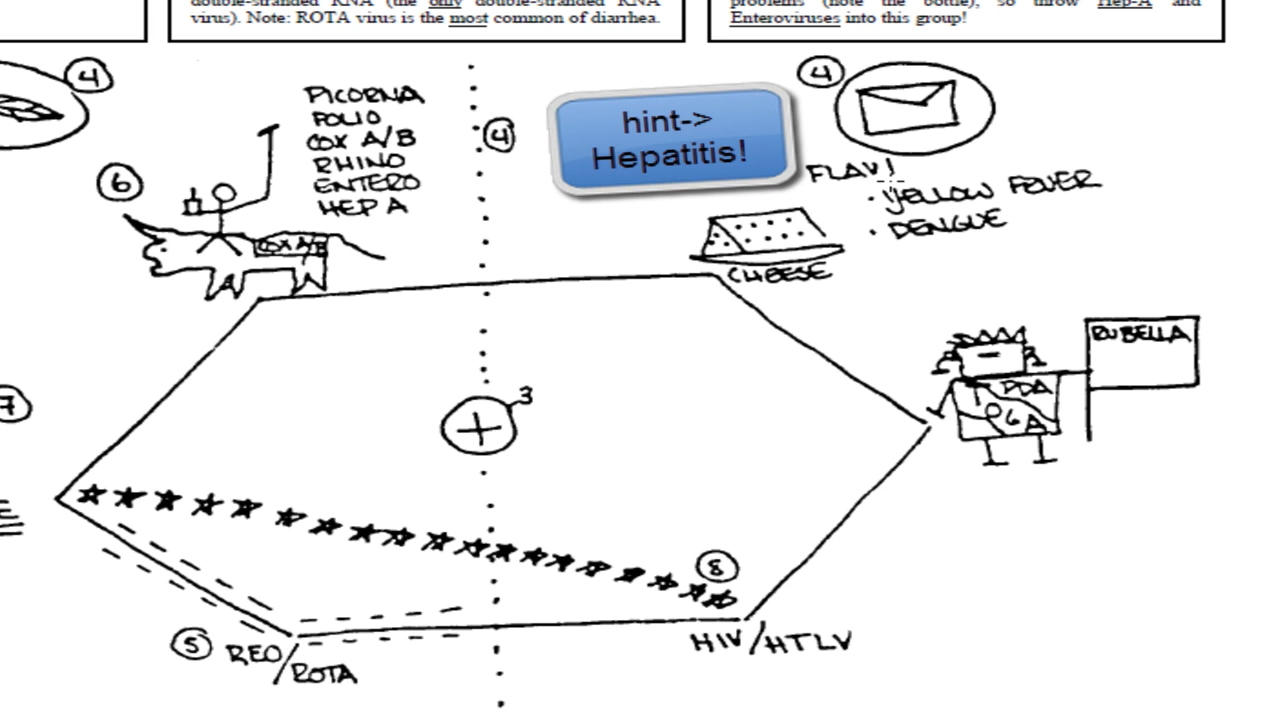 double-stranded RNA (the only double-stranded RNA
virus). Note: ROTA virus is the most common of diarrhea.
problems (note the bottle), so throw Hep-A and
Enteroviruses into this group!
4
PICORNA
POLIO
COX A/B
RHINO
ENTERO
HEP A
6
COX A/B
4
hint->
Hepatitis!
4
FLAVI
· YELLOW FEVER
· DENGUE
CHEESE
RUBELLA
PDA
TOGA
3
+
7
8
5
REO/ROTA
HIV/HTLV